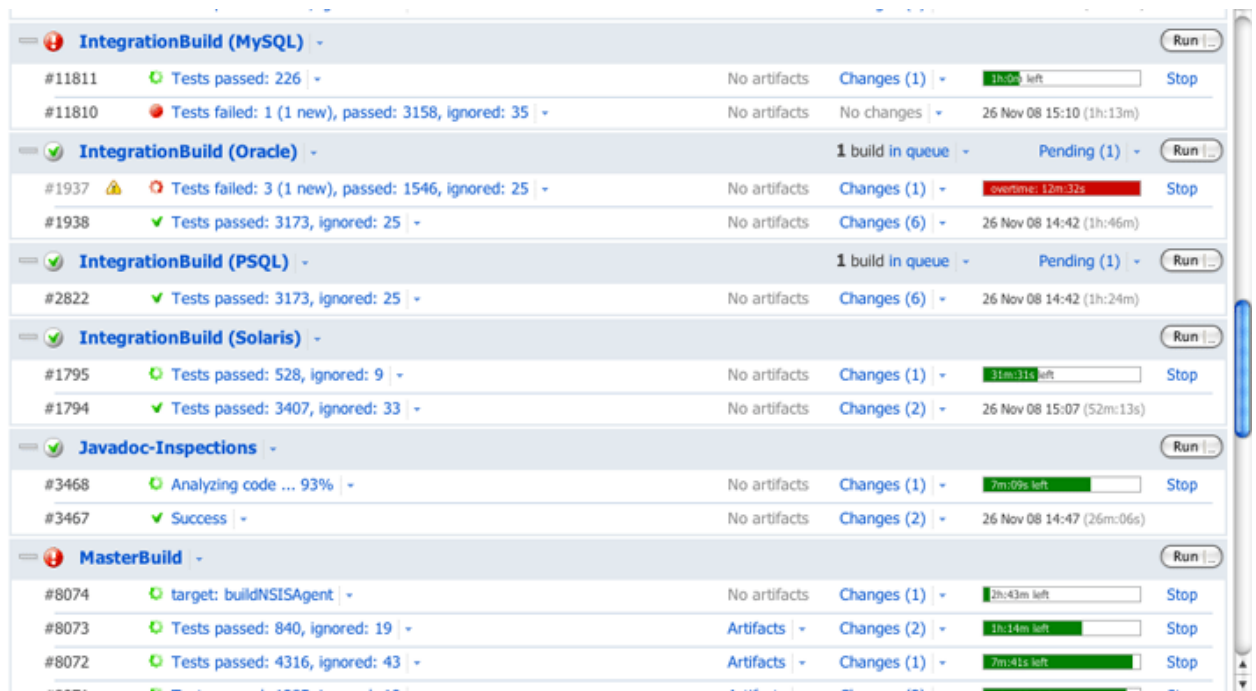 IntegrationBuild (MySQL) Run
#11811 Tests passed: 226 No artifacts Changes (1) 1h:0m left Stop
#11810 Tests failed: 1 (1 new), passed: 3158, ignored: 35 No artifacts No changes 26 Nov 08 15:10 (1h:13m)
IntegrationBuild (Oracle) 1 build in queue Pending (1) Run
#1937 Tests failed: 3 (1 new), passed: 1546, ignored: 25 No artifacts Changes (1) overtime: 12m:32s Stop
#1938 Tests passed: 3173, ignored: 25 No artifacts Changes (6) 26 Nov 08 14:42 (1h:46m)
IntegrationBuild (PSQL) 1 build in queue Pending (1) Run
#2822 Tests passed: 3173, ignored: 25 No artifacts Changes (6) 26 Nov 08 14:42 (1h:24m)
IntegrationBuild (Solaris) Run
#1795 Tests passed: 528, ignored: 9 No artifacts Changes (1) 31m:31s left Stop
#1794 Tests passed: 3407, ignored: 33 No artifacts Changes (2) 26 Nov 08 15:07 (52m:13s)
Javadoc-Inspections Run
#3468 Analyzing code ... 93% No artifacts Changes (1) 7m:09s left Stop
#3467 Success No artifacts Changes (2) 26 Nov 08 14:47 (26m:06s)
MasterBuild Run
#8074 target: buildNSISAgent No artifacts Changes (1) 2h:43m left Stop
#8073 Tests passed: 840, ignored: 19 Artifacts Changes (2) 1h:14m left Stop
#8072 Tests passed: 4316, ignored: 43 Artifacts Changes (1) 7m:41s left Stop